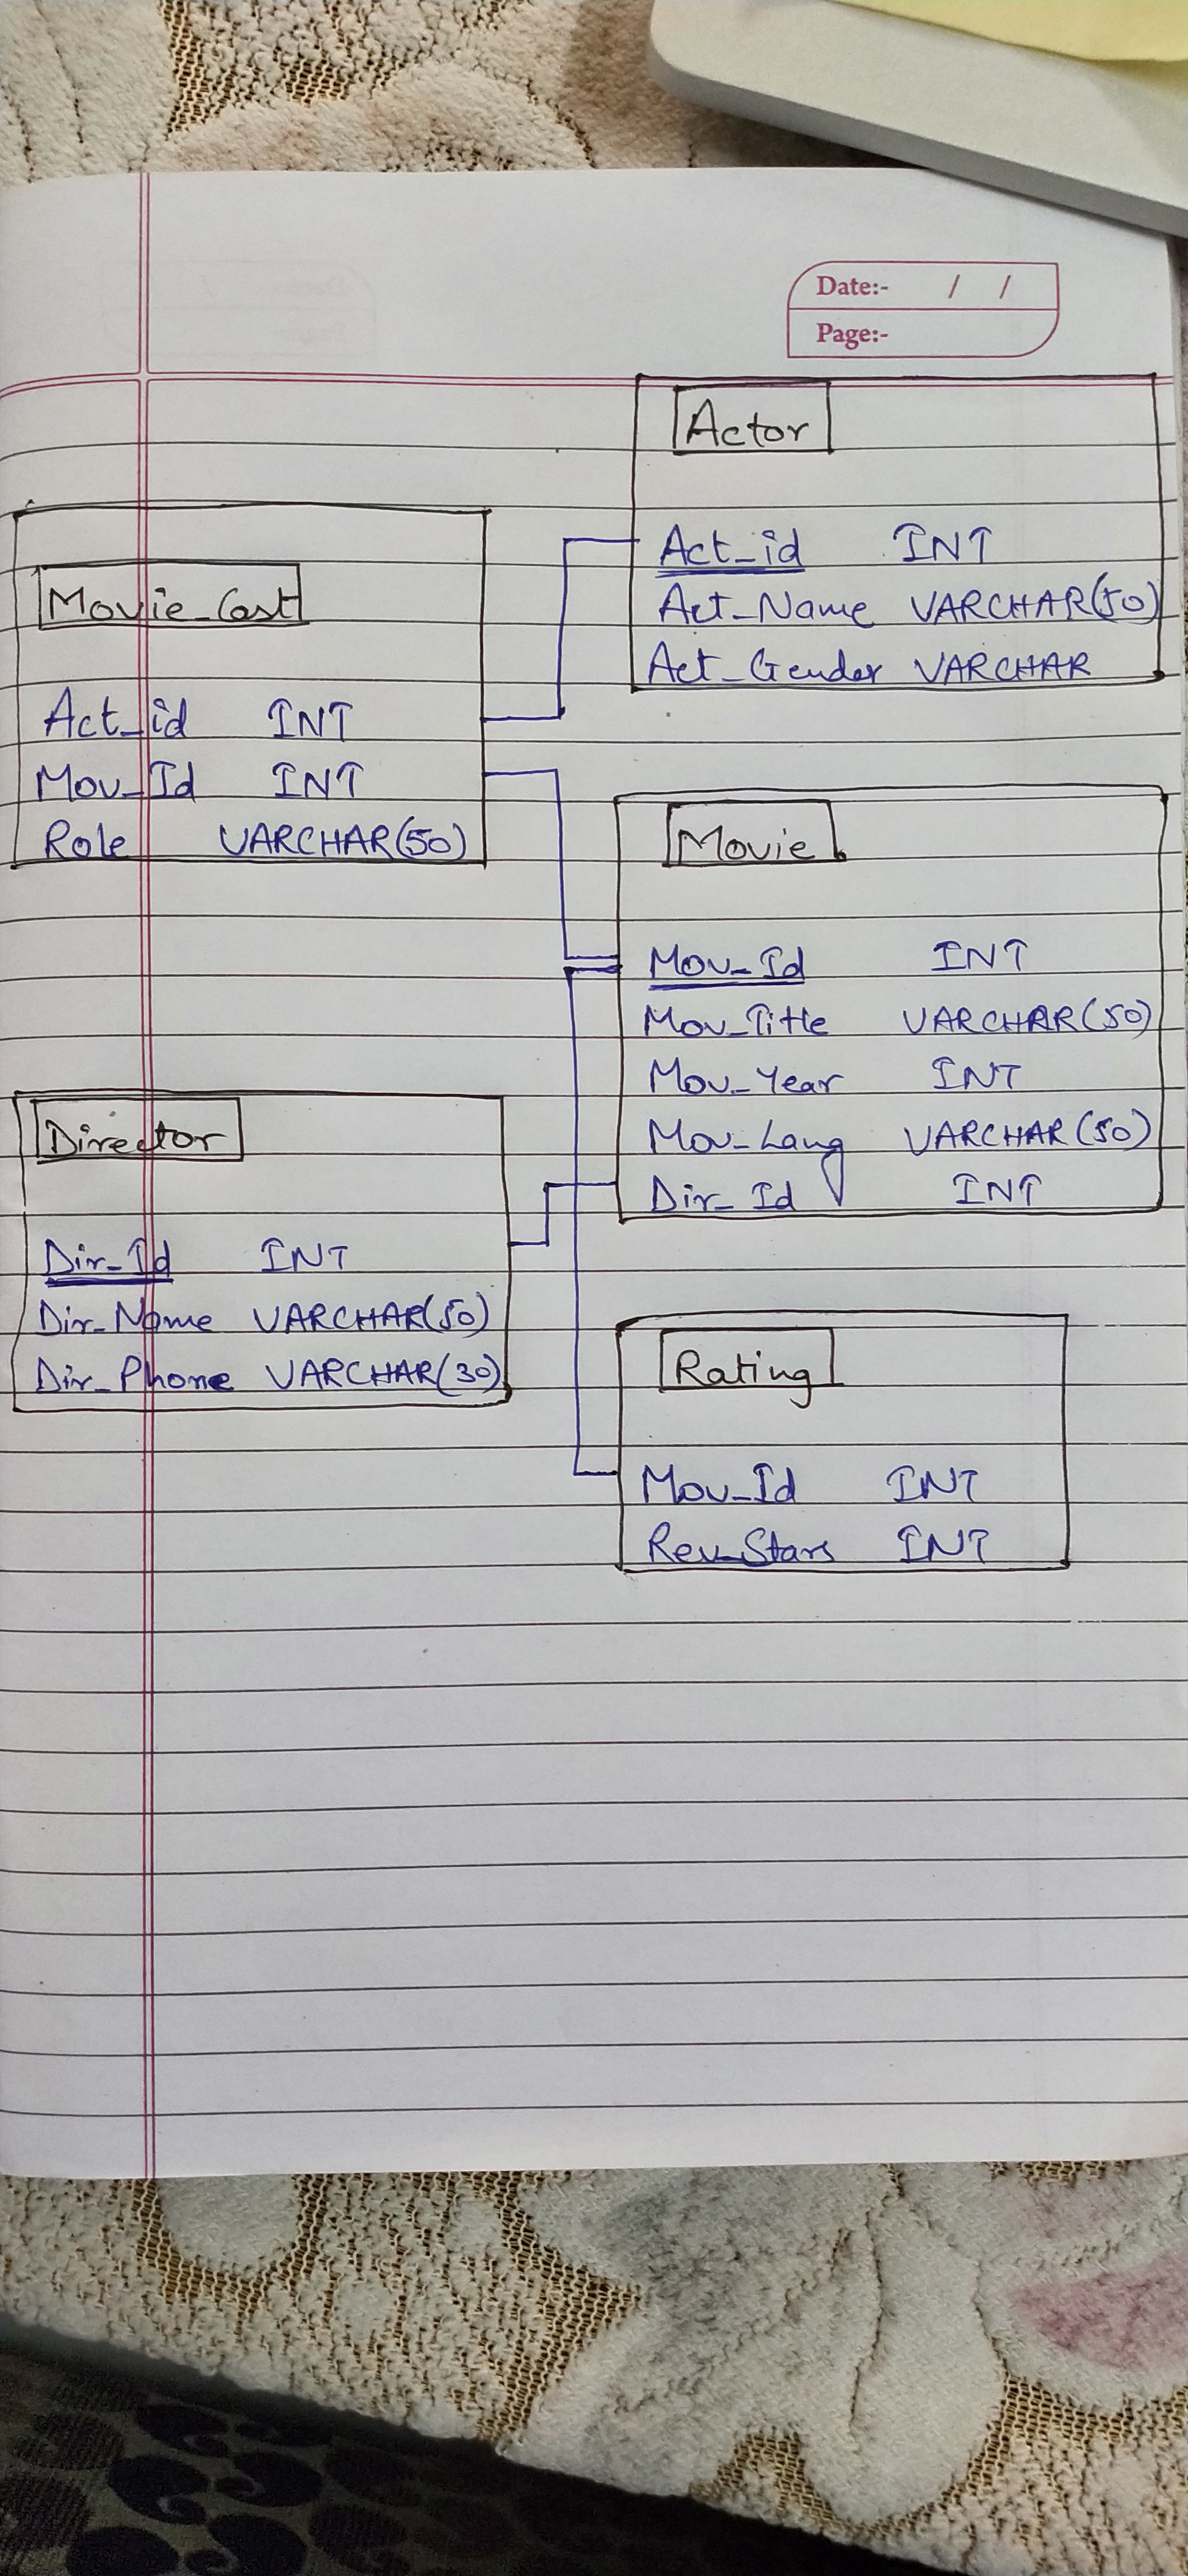 Date:- / /
Page:-
Actor
Act_id INT
Act_Name VARCHAR(50)
Act_Gender VARCHAR
Movie_Cast
Act_id INT
Mov_Id INT
Role VARCHAR(50)
Movie
Mov_Id INT
Mov_Title VARCHAR(50)
Mov_Year INT
Mov_Lang VARCHAR(50)
Dir_Id INT
Director
Dir_Id INT
Dir_Name VARCHAR(50)
Dir_Phone VARCHAR(30)
Rating
Mov_Id INT
Rev_Stars INT